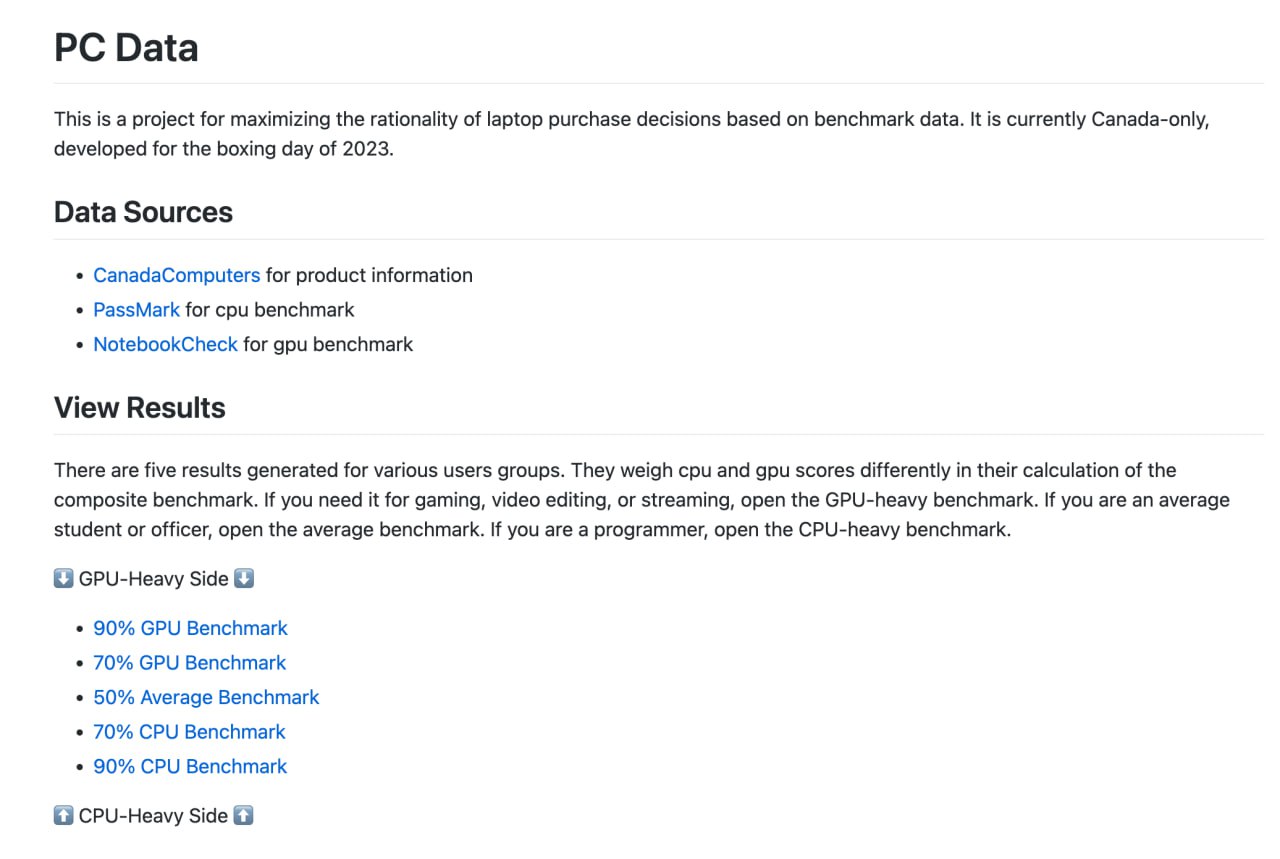 PC Data
This is a project for maximizing the rationality of laptop purchase decisions based on benchmark data. It is currently Canada-only,
developed for the boxing day of 2023.
Data Sources
• CanadaComputers for product information
• PassMark for cpu benchmark
• NotebookCheck for gpu benchmark
View Results
There are five results generated for various users groups. They weigh cpu and gpu scores differently in their calculation of the
composite benchmark. If you need it for gaming, video editing, or streaming, open the GPU-heavy benchmark. If you are an average
student or officer, open the average benchmark. If you are a programmer, open the CPU-heavy benchmark.
⬇️ GPU-Heavy Side ⬇️
• 90% GPU Benchmark
• 70% GPU Benchmark
• 50% Average Benchmark
• 70% CPU Benchmark
• 90% CPU Benchmark
⬆️ CPU-Heavy Side ⬆️